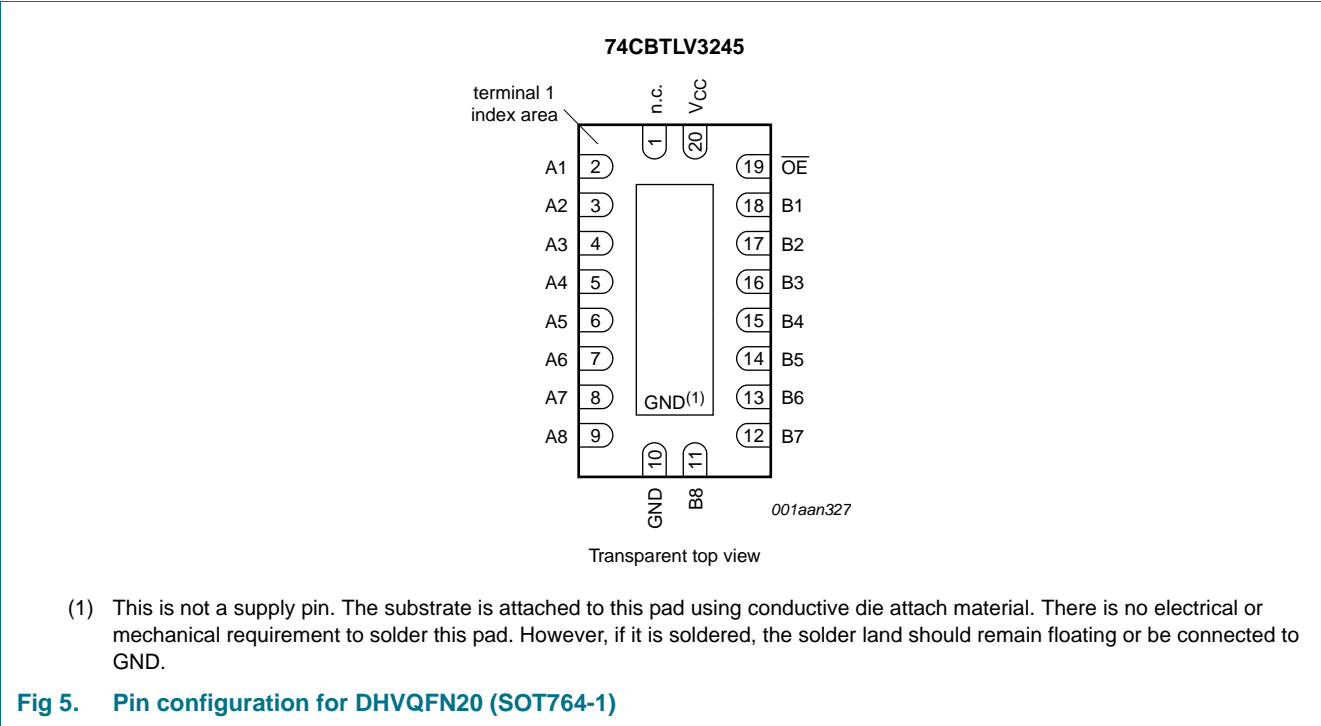 74CBTLV3245
terminal 1
index area
n.c.
VCC
1
20
A1 2 19 OE
A2 3 18 B1
A3 4 17 B2
A4 5 16 B3
A5 6 15 B4
A6 7 14 B5
A7 8 GND(1) 13 B6
A8 9 12 B7
10
11
GND
B8
001aan327
Transparent top view
(1) This is not a supply pin. The substrate is attached to this pad using conductive die attach material. There is no electrical or
mechanical requirement to solder this pad. However, if it is soldered, the solder land should remain floating or be connected to
GND.
Fig 5. Pin configuration for DHVQFN20 (SOT764-1)